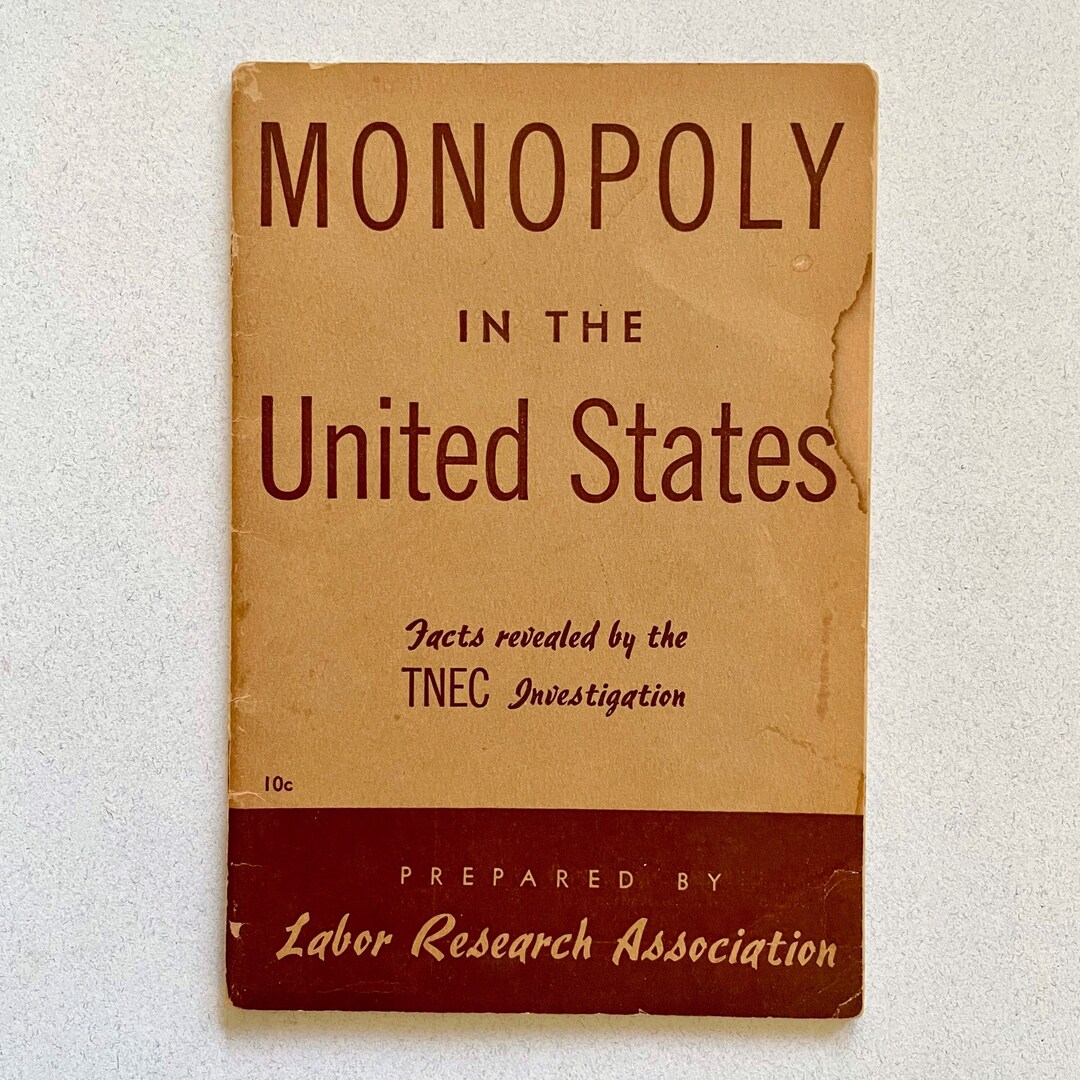 MONOPOLY
IN THE
United States
Facts revealed by the
TNEC Investigation
10c
PREPARED BY
Labor Research Association